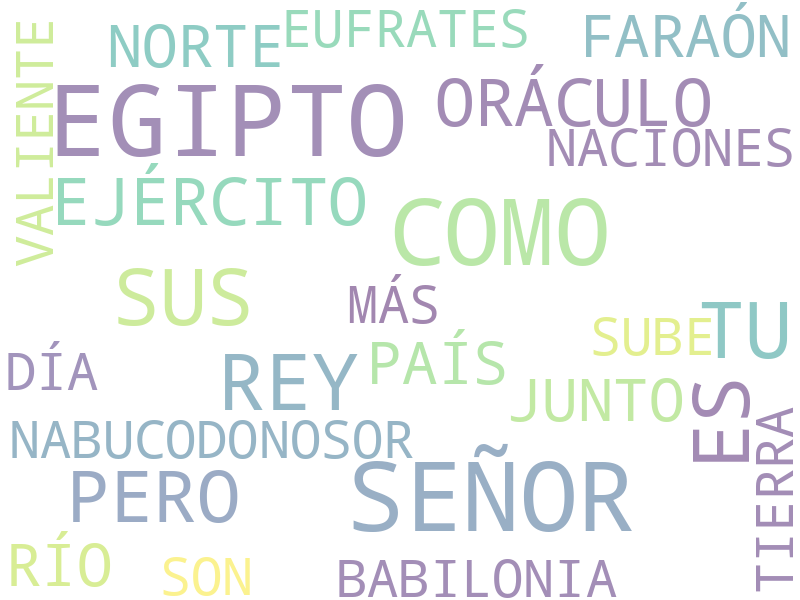 EUFRATES
FARAÓN
NORTE
VALIENTE
EGIPTO
ORÁCULO
NACIONES
EJÉRCITO
COMO
SUS
MÁS
SUBE
TU
DÍA
REY
PAÍS
JUNTO
ES
TIERRA
NABUCODONOSOR
PERO
SEÑOR
RÍO
SON
BABILONIA